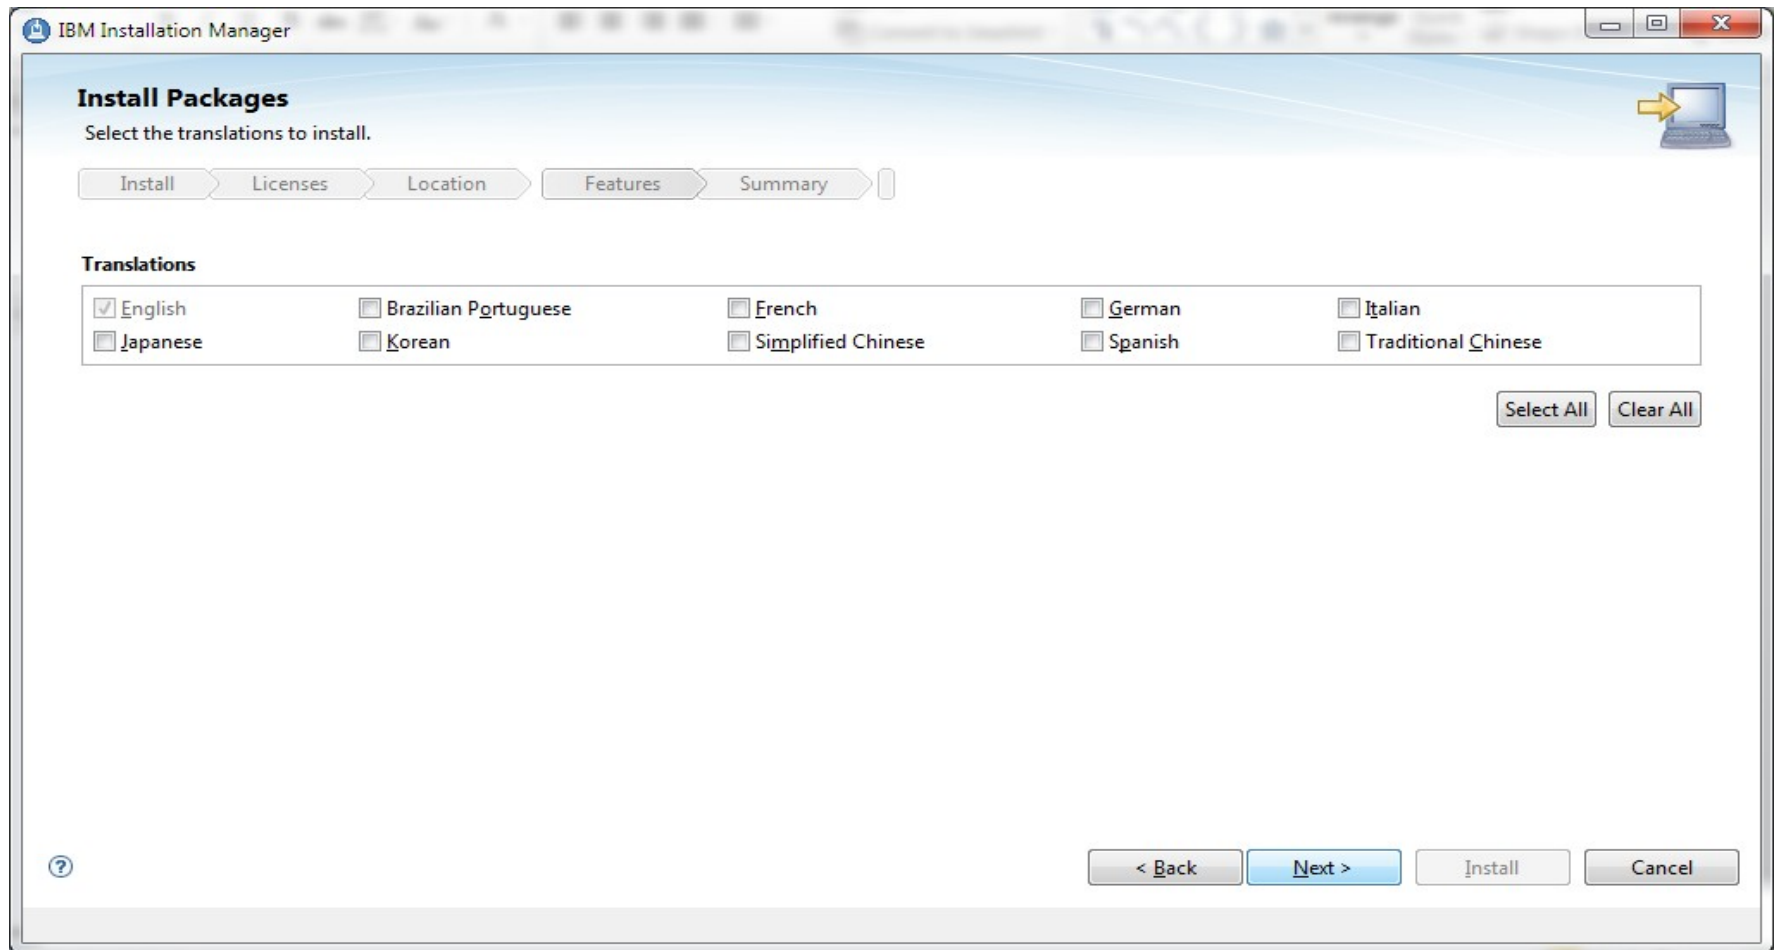 IBM Installation Manager
Install Packages
Select the translations to install.
Install Licenses Location Features Summary
Translations
English Brazilian Portuguese French German Italian
Japanese Korean Simplified Chinese Spanish Traditional Chinese
Select All Clear All
? < Back Next > Install Cancel